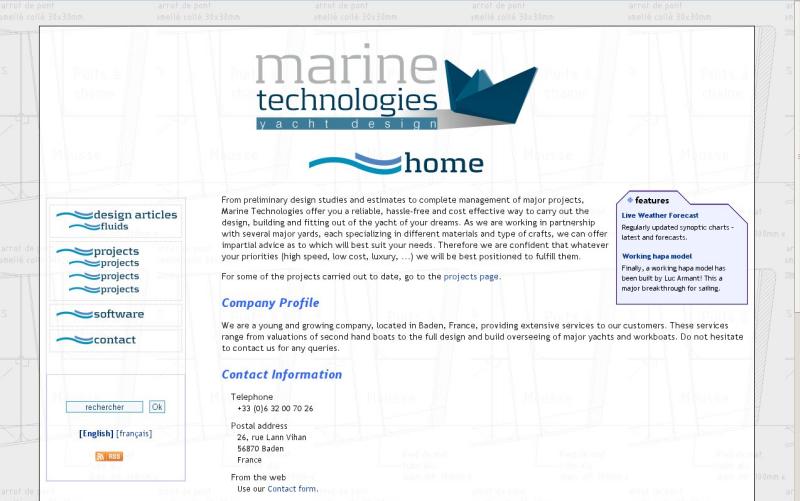 marine
technologies
yacht design
home
design articles
fluids
projects
projects
projects
projects
software
contact
rechercher Ok
[English] [français]
RSS
From preliminary design studies and estimates to complete management of major projects,
Marine Technologies offer you a reliable, hassle-free and cost effective way to carry out the
design, building and fitting out of the yacht of your dreams. As we are working in partnership
with several major yards, each specializing in different materials and type of crafts, we can offer
impartial advice as to which will best suit your needs. Therefore we are confident that whatever
your priorities (high speed, low cost, luxury, ...) we will be best positioned to fulfill them.
For some of the projects carried out to date, go to the projects page.
features
Live Weather Forecast
Regularly updated synoptic charts -
latest and forecasts.
Working hapa model
Finally, a working hapa model has
been built by Luc Armant! This a
major breakthrough for sailing.
Company Profile
We are a young and growing company, located in Baden, France, providing extensive services to our customers. These services
range from valuations of second hand boats to the full design and build overseeing of major yachts and workboats. Do not hesitate
to contact us for any queries.
Contact Information
Telephone
+33 (0)6 32 00 70 26
Postal address
26, rue Lann Vihan
56870 Baden
France
From the web
Use our Contact form.